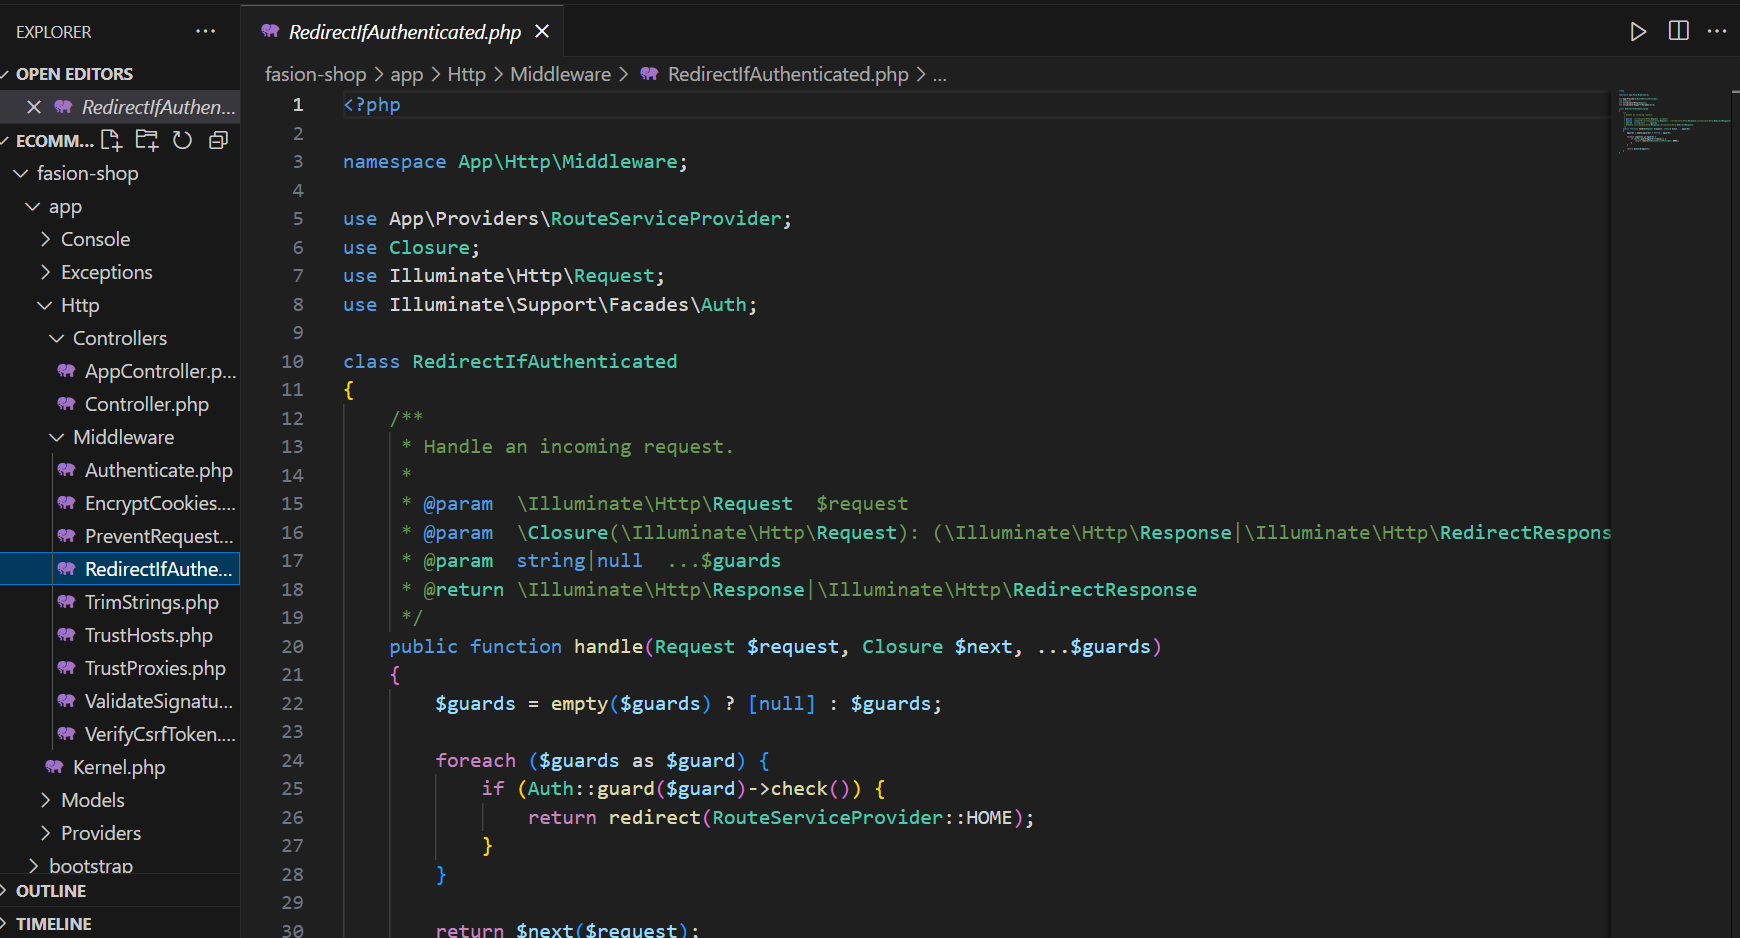 EXPLORER
OPEN EDITORS
RedirectIfAuthen...
ECOMM...
fasion-shop
app
Console
Exceptions
Http
Controllers
AppController.p...
Controller.php
Middleware
Authenticate.php
EncryptCookies....
PreventRequest...
RedirectIfAuthe...
TrimStrings.php
TrustHosts.php
TrustProxies.php
ValidateSignatu...
VerifyCsrfToken....
Kernel.php
Models
Providers
bootstrap
OUTLINE
TIMELINE
RedirectIfAuthenticated.php
fasion-shop > app > Http > Middleware > RedirectIfAuthenticated.php > ...
1 <?php
2
3 namespace App\Http\Middleware;
4
5 use App\Providers\RouteServiceProvider;
6 use Closure;
7 use Illuminate\Http\Request;
8 use Illuminate\Support\Facades\Auth;
9
10 class RedirectIfAuthenticated
11 {
12     /**
13      * Handle an incoming request.
14      *
15      * @param  \Illuminate\Http\Request  $request
16      * @param  \Closure(\Illuminate\Http\Request): (\Illuminate\Http\Response|\Illuminate\Http\RedirectRespons
17      * @param  string|null  ...$guards
18      * @return \Illuminate\Http\Response|\Illuminate\Http\RedirectResponse
19      */
20     public function handle(Request $request, Closure $next, ...$guards)
21     {
22         $guards = empty($guards) ? [null] : $guards;
23
24         foreach ($guards as $guard) {
25             if (Auth::guard($guard)->check()) {
26                 return redirect(RouteServiceProvider::HOME);
27             }
28         }
29
30         return $next($request);